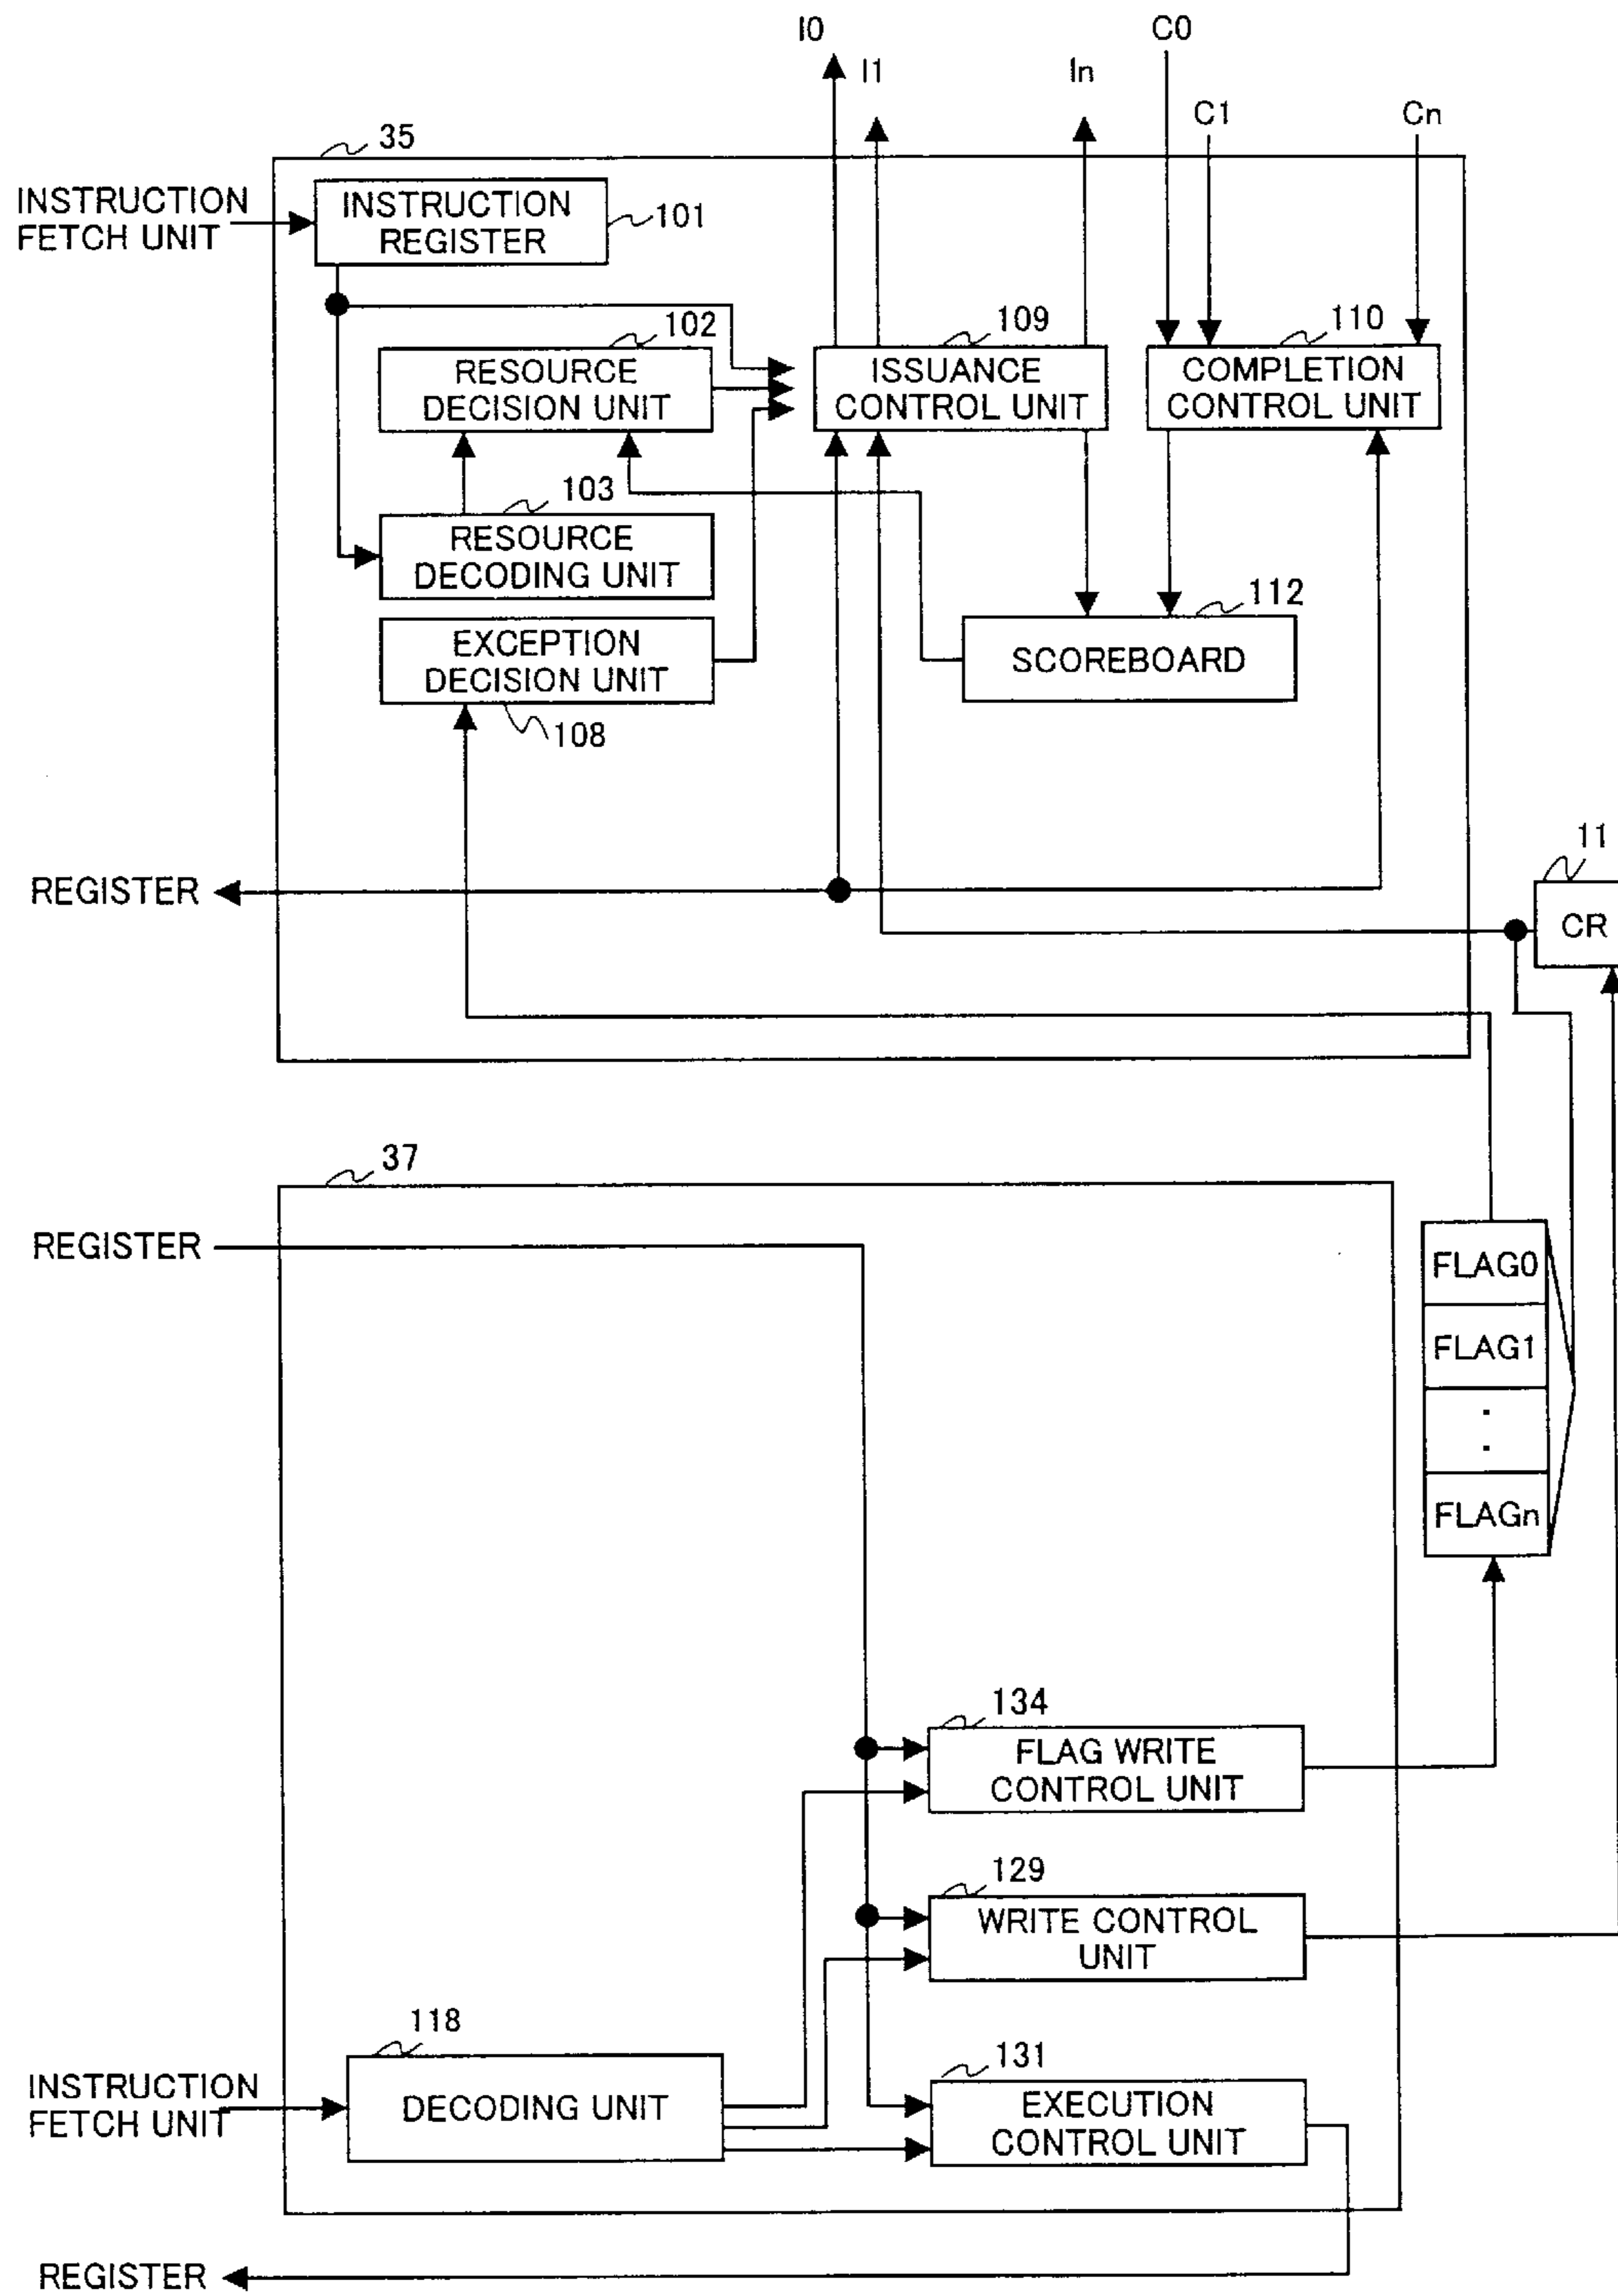 I0
C0
I1
In
C1
Cn
35
INSTRUCTION
FETCH UNIT
INSTRUCTION
REGISTER
101
102
109
110
RESOURCE
DECISION UNIT
ISSUANCE
CONTROL UNIT
COMPLETION
CONTROL UNIT
103
RESOURCE
DECODING UNIT
112
EXCEPTION
DECISION UNIT
SCOREBOARD
108
11
REGISTER
CR
37
REGISTER
FLAG0
FLAG1
:
FLAGn
134
FLAG WRITE
CONTROL UNIT
129
WRITE CONTROL
UNIT
118
131
INSTRUCTION
FETCH UNIT
DECODING UNIT
EXECUTION
CONTROL UNIT
REGISTER